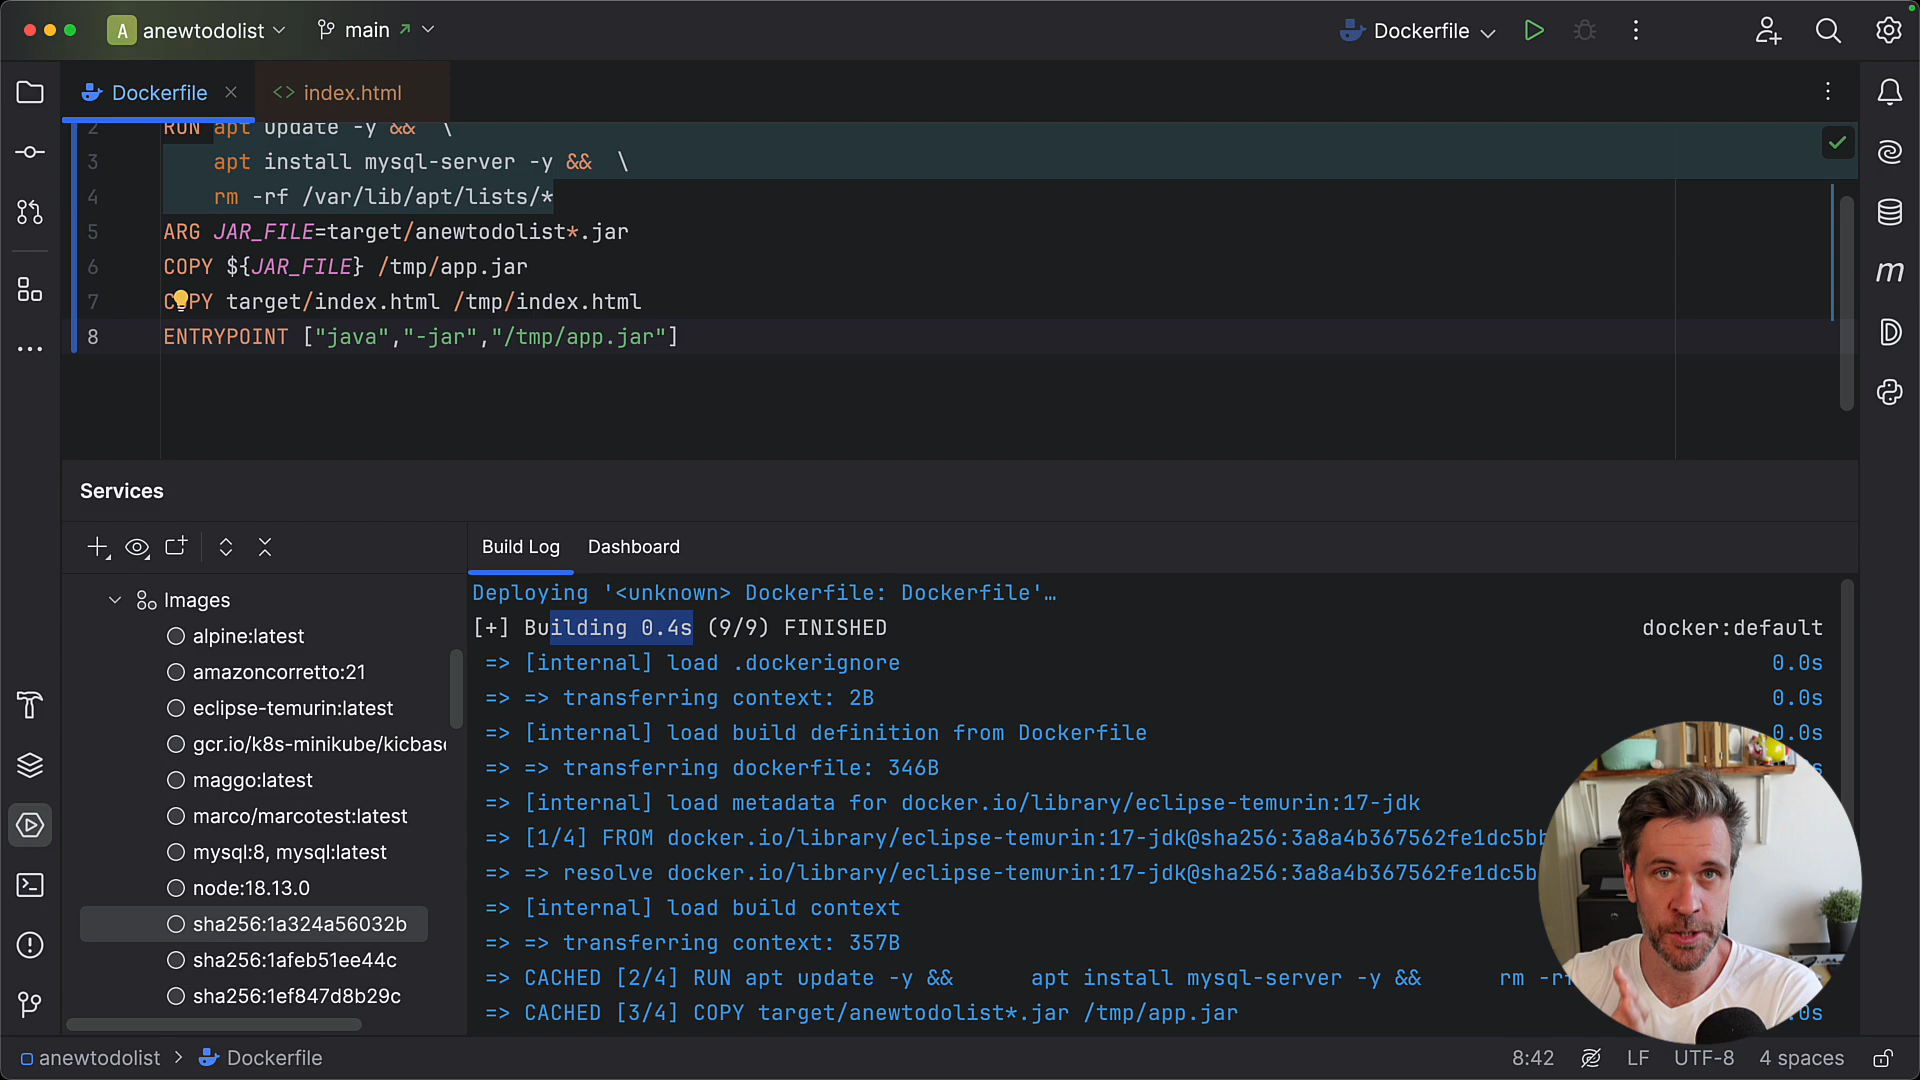 A anewtodolist main Dockerfile
Dockerfile index.html
2 RUN apt update -y && \
3 apt install mysql-server -y && \
4 rm -rf /var/lib/apt/lists/*
5 ARG JAR_FILE=target/anewtodolist*.jar
6 COPY ${JAR_FILE} /tmp/app.jar
7 COPY target/index.html /tmp/index.html
8 ENTRYPOINT ["java","-jar","/tmp/app.jar"]
Services
Build Log Dashboard
Images
alpine:latest
amazoncorretto:21
eclipse-temurin:latest
gcr.io/k8s-minikube/kicbase
maggo:latest
marco/marcotest:latest
mysql:8, mysql:latest
node:18.13.0
sha256:1a324a56032b
sha256:1afeb51ee44c
sha256:1ef847d8b29c
Deploying '<unknown> Dockerfile: Dockerfile'…
[+] Building 0.4s (9/9) FINISHED docker:default
=> [internal] load .dockerignore 0.0s
=> => transferring context: 2B 0.0s
=> [internal] load build definition from Dockerfile 0.0s
=> => transferring dockerfile: 346B
=> [internal] load metadata for docker.io/library/eclipse-temurin:17-jdk
=> [1/4] FROM docker.io/library/eclipse-temurin:17-jdk@sha256:3a8a4b367562fe1dc5bb
=> => resolve docker.io/library/eclipse-temurin:17-jdk@sha256:3a8a4b367562fe1dc5b
=> [internal] load build context
=> => transferring context: 357B
=> CACHED [2/4] RUN apt update -y && apt install mysql-server -y && rm -r
=> CACHED [3/4] COPY target/anewtodolist*.jar /tmp/app.jar
anewtodolist > Dockerfile 8:42 LF UTF-8 4 spaces